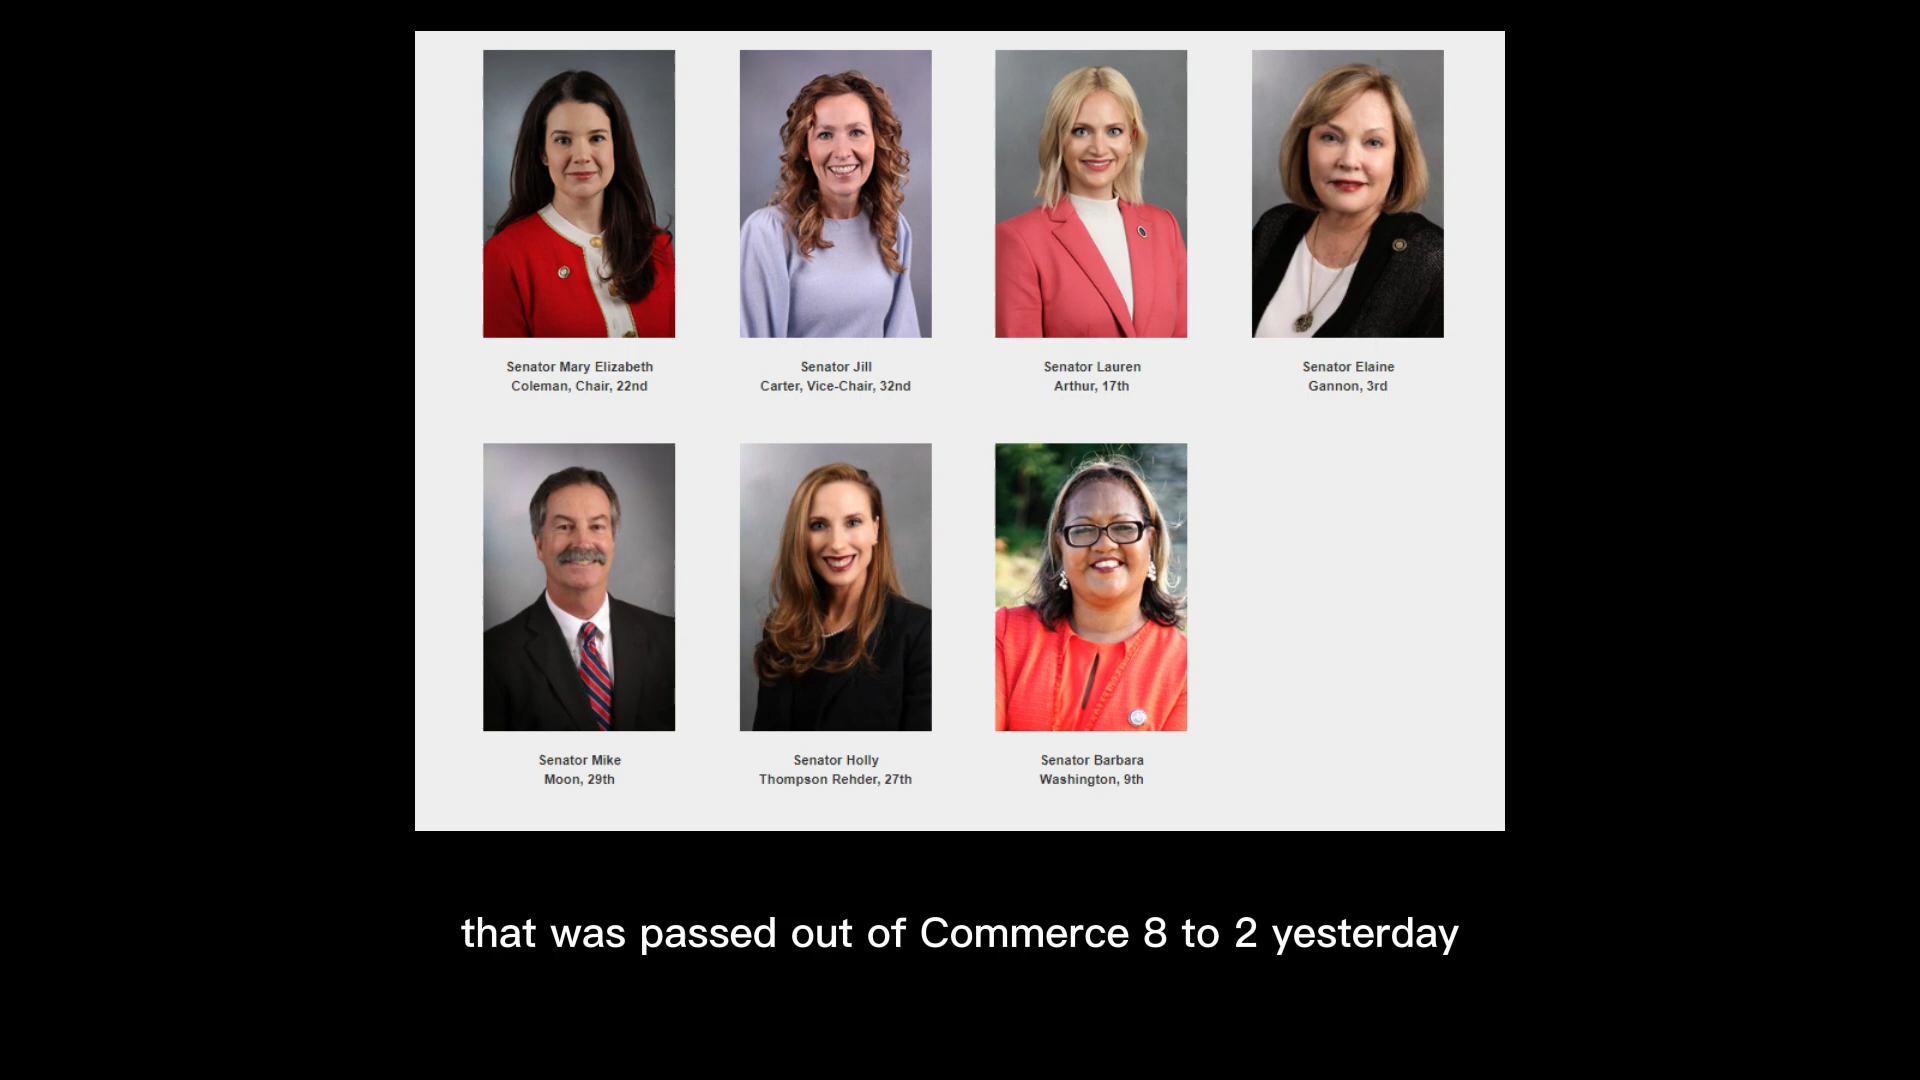 Senator Mary Elizabeth
Coleman, Chair, 22nd
Senator Jill
Carter, Vice-Chair, 32nd
Senator Lauren
Arthur, 17th
Senator Elaine
Gannon, 3rd
Senator Mike
Moon, 29th
Senator Holly
Thompson Rehder, 27th
Senator Barbara
Washington, 9th
that was passed out of Commerce 8 to 2 yesterday